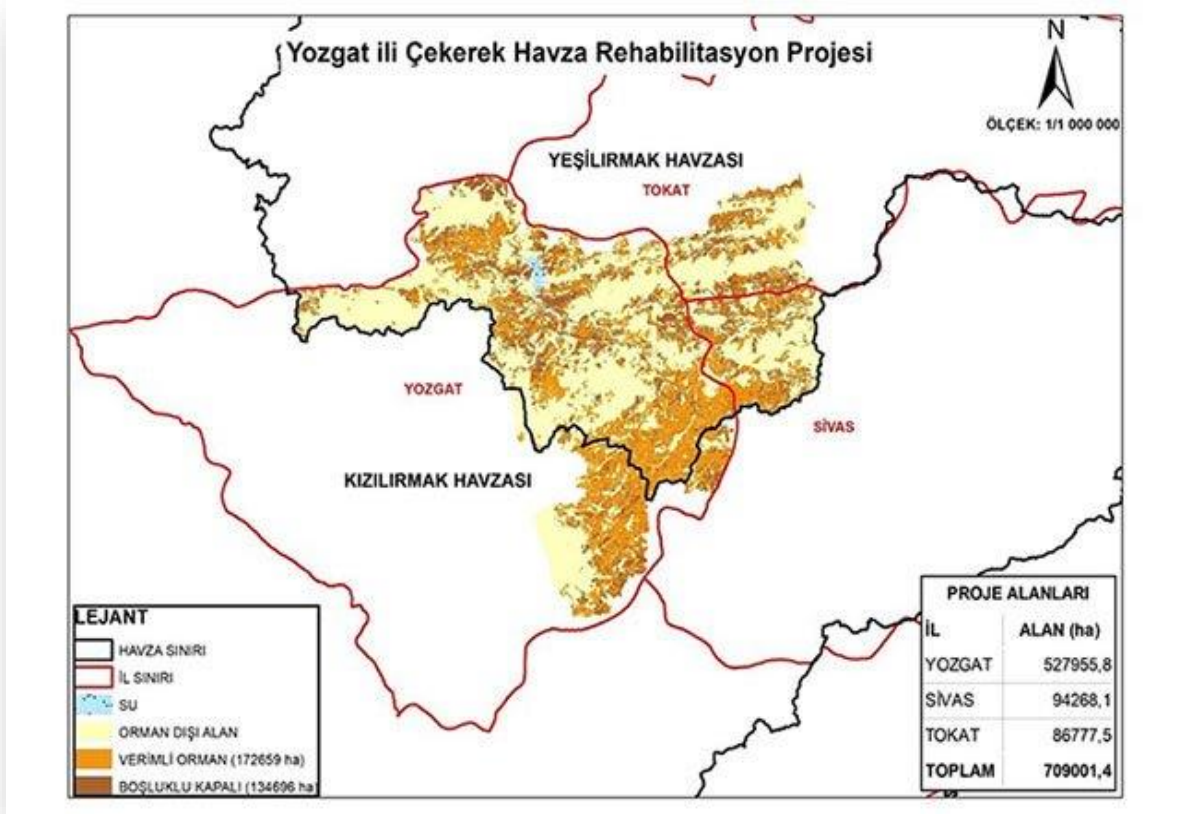 Yozgat ili Çekerek Havza Rehabilitasyon Projesi
N
ÖLÇEK: 1/1 000 000
YEŞİLIRMAK HAVZASI
TOKAT
YOZGAT
SİVAS
KIZILIRMAK HAVZASI
LEJANT
HAVZA SINIRI
İL SINIRI
SU
ORMAN DIŞI ALAN
VERİMLİ ORMAN (172659 ha)
BOŞLUKLU KAPALI (134696 ha)
PROJE ALANLARI
İL ALAN (ha)
YOZGAT 527955,8
SİVAS 94268,1
TOKAT 86777,5
TOPLAM 709001,4